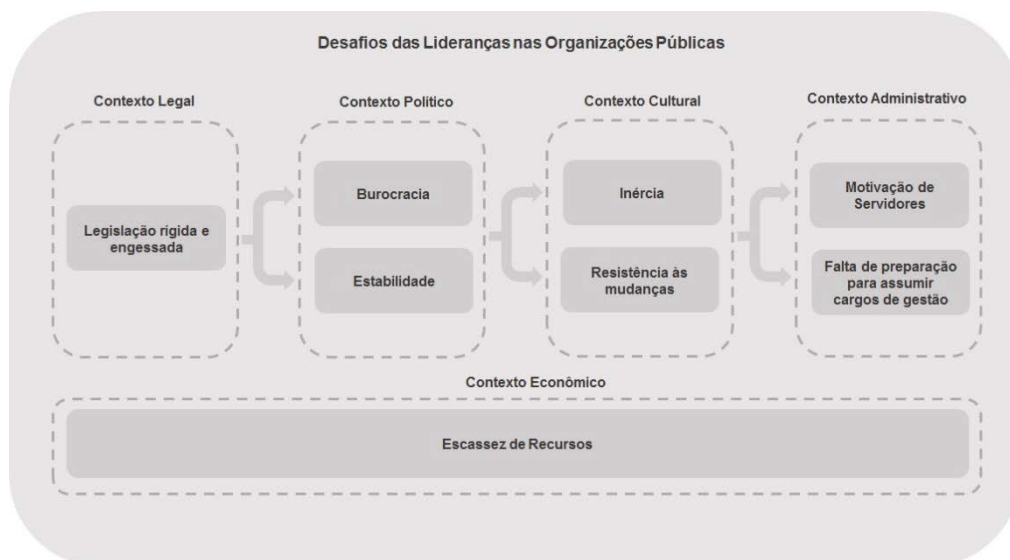 Desafios das Lideranças nas Organizações Públicas
Contexto Legal
Contexto Político
Contexto Cultural
Contexto Administrativo
Legislação rígida e
engessada
Burocracia
Estabilidade
Inércia
Resistência às
mudanças
Motivação de
Servidores
Falta de preparação
para assumir
cargos de gestão
Contexto Econômico
Escassez de Recursos